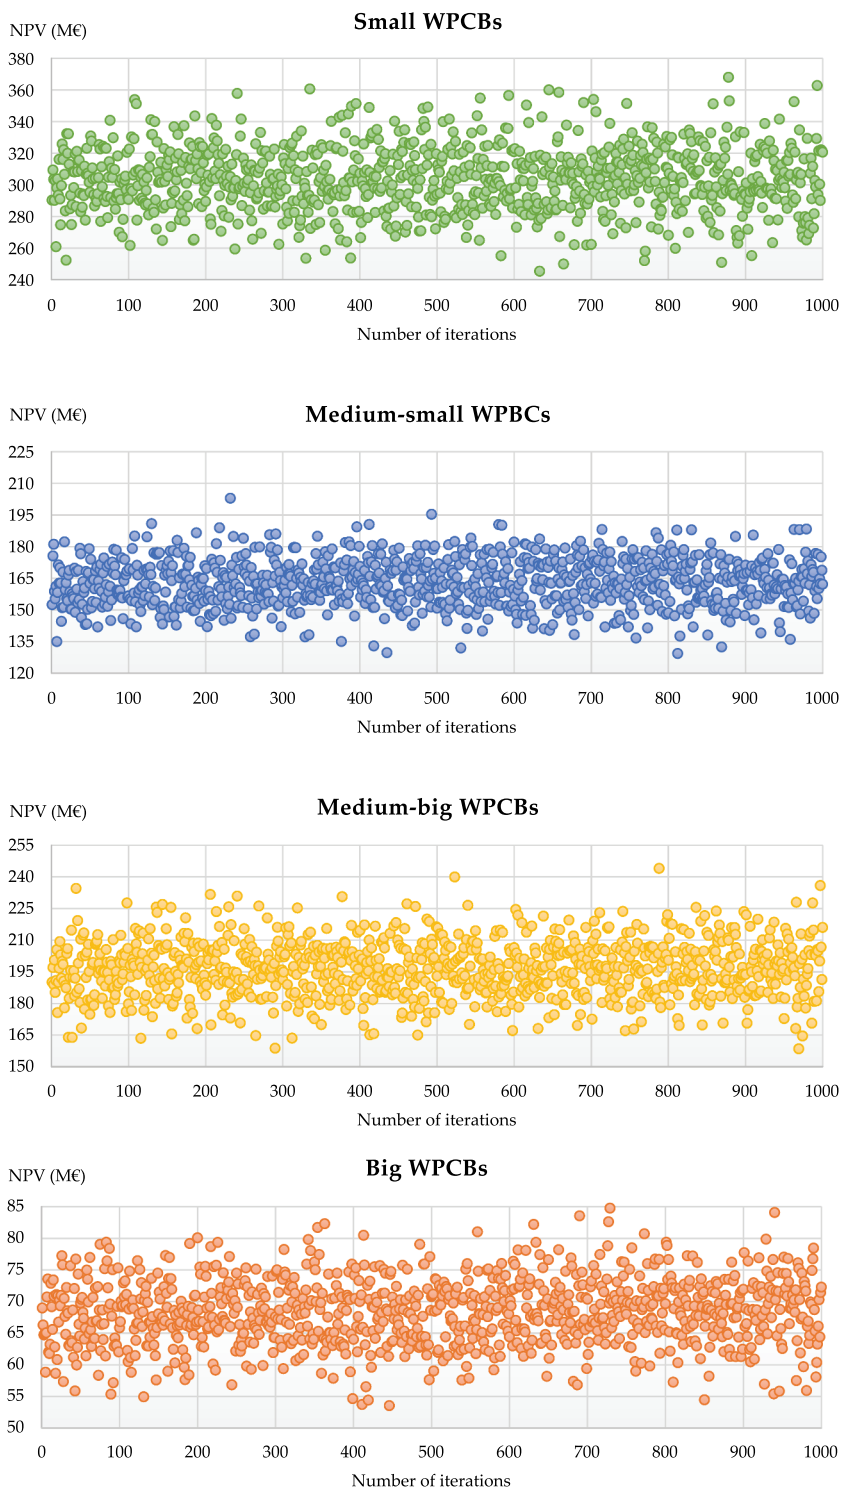 Small WPCBs
NPV (M€)
380
360
340
320
300
280
260
240
0 100 200 300 400 500 600 700 800 900 1000
Number of iterations
Medium-small WPBCs
NPV (M€)
225
210
195
180
165
150
135
120
0 100 200 300 400 500 600 700 800 900 1000
Number of iterations
Medium-big WPCBs
NPV (M€)
255
240
225
210
195
180
165
150
0 100 200 300 400 500 600 700 800 900 1000
Number of iterations
Big WPCBs
NPV (M€)
85
80
75
70
65
60
55
50
0 100 200 300 400 500 600 700 800 900 1000
Number of iterations